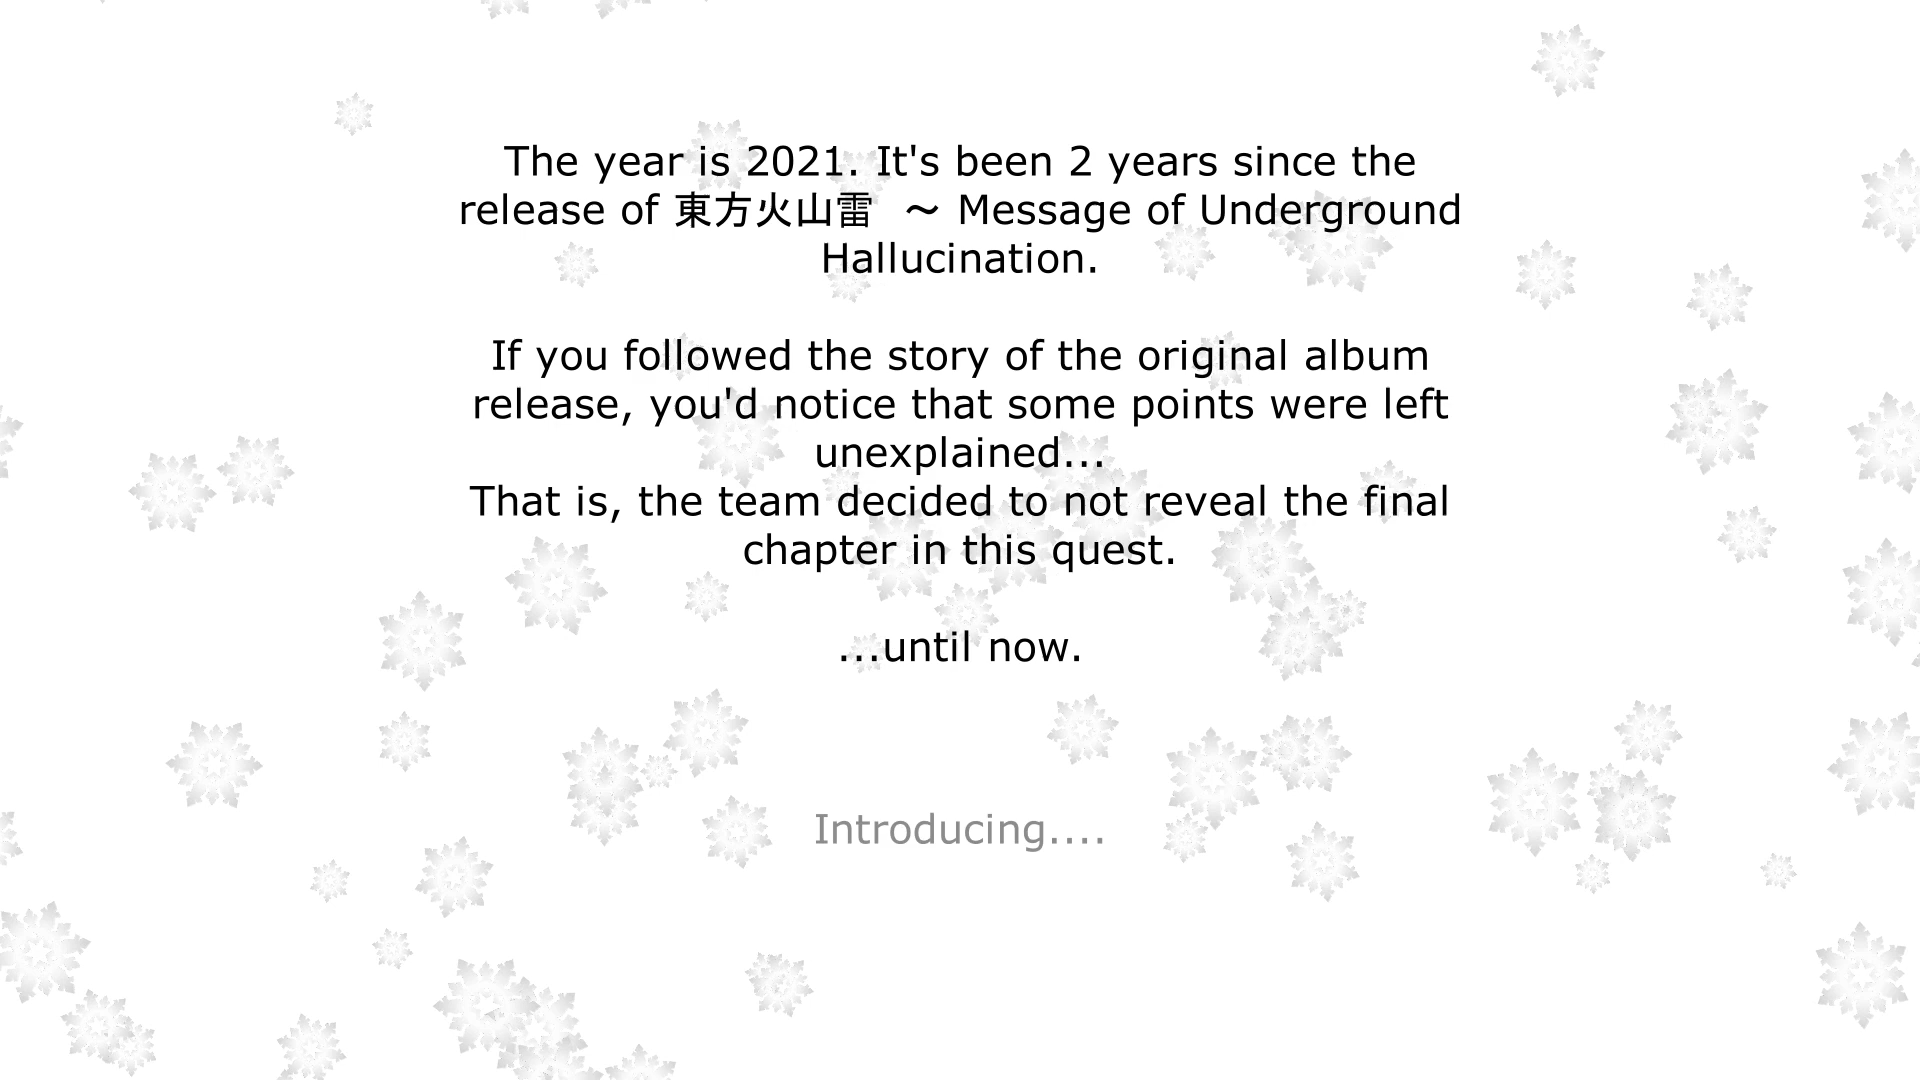 The year is 2021. It's been 2 years since the
release of 東方火山雷　～ Message of Underground
Hallucination.
If you followed the story of the original album
release, you'd notice that some points were left
unexplained...
That is, the team decided to not reveal the final
chapter in this quest.
...until now.
Introducing....